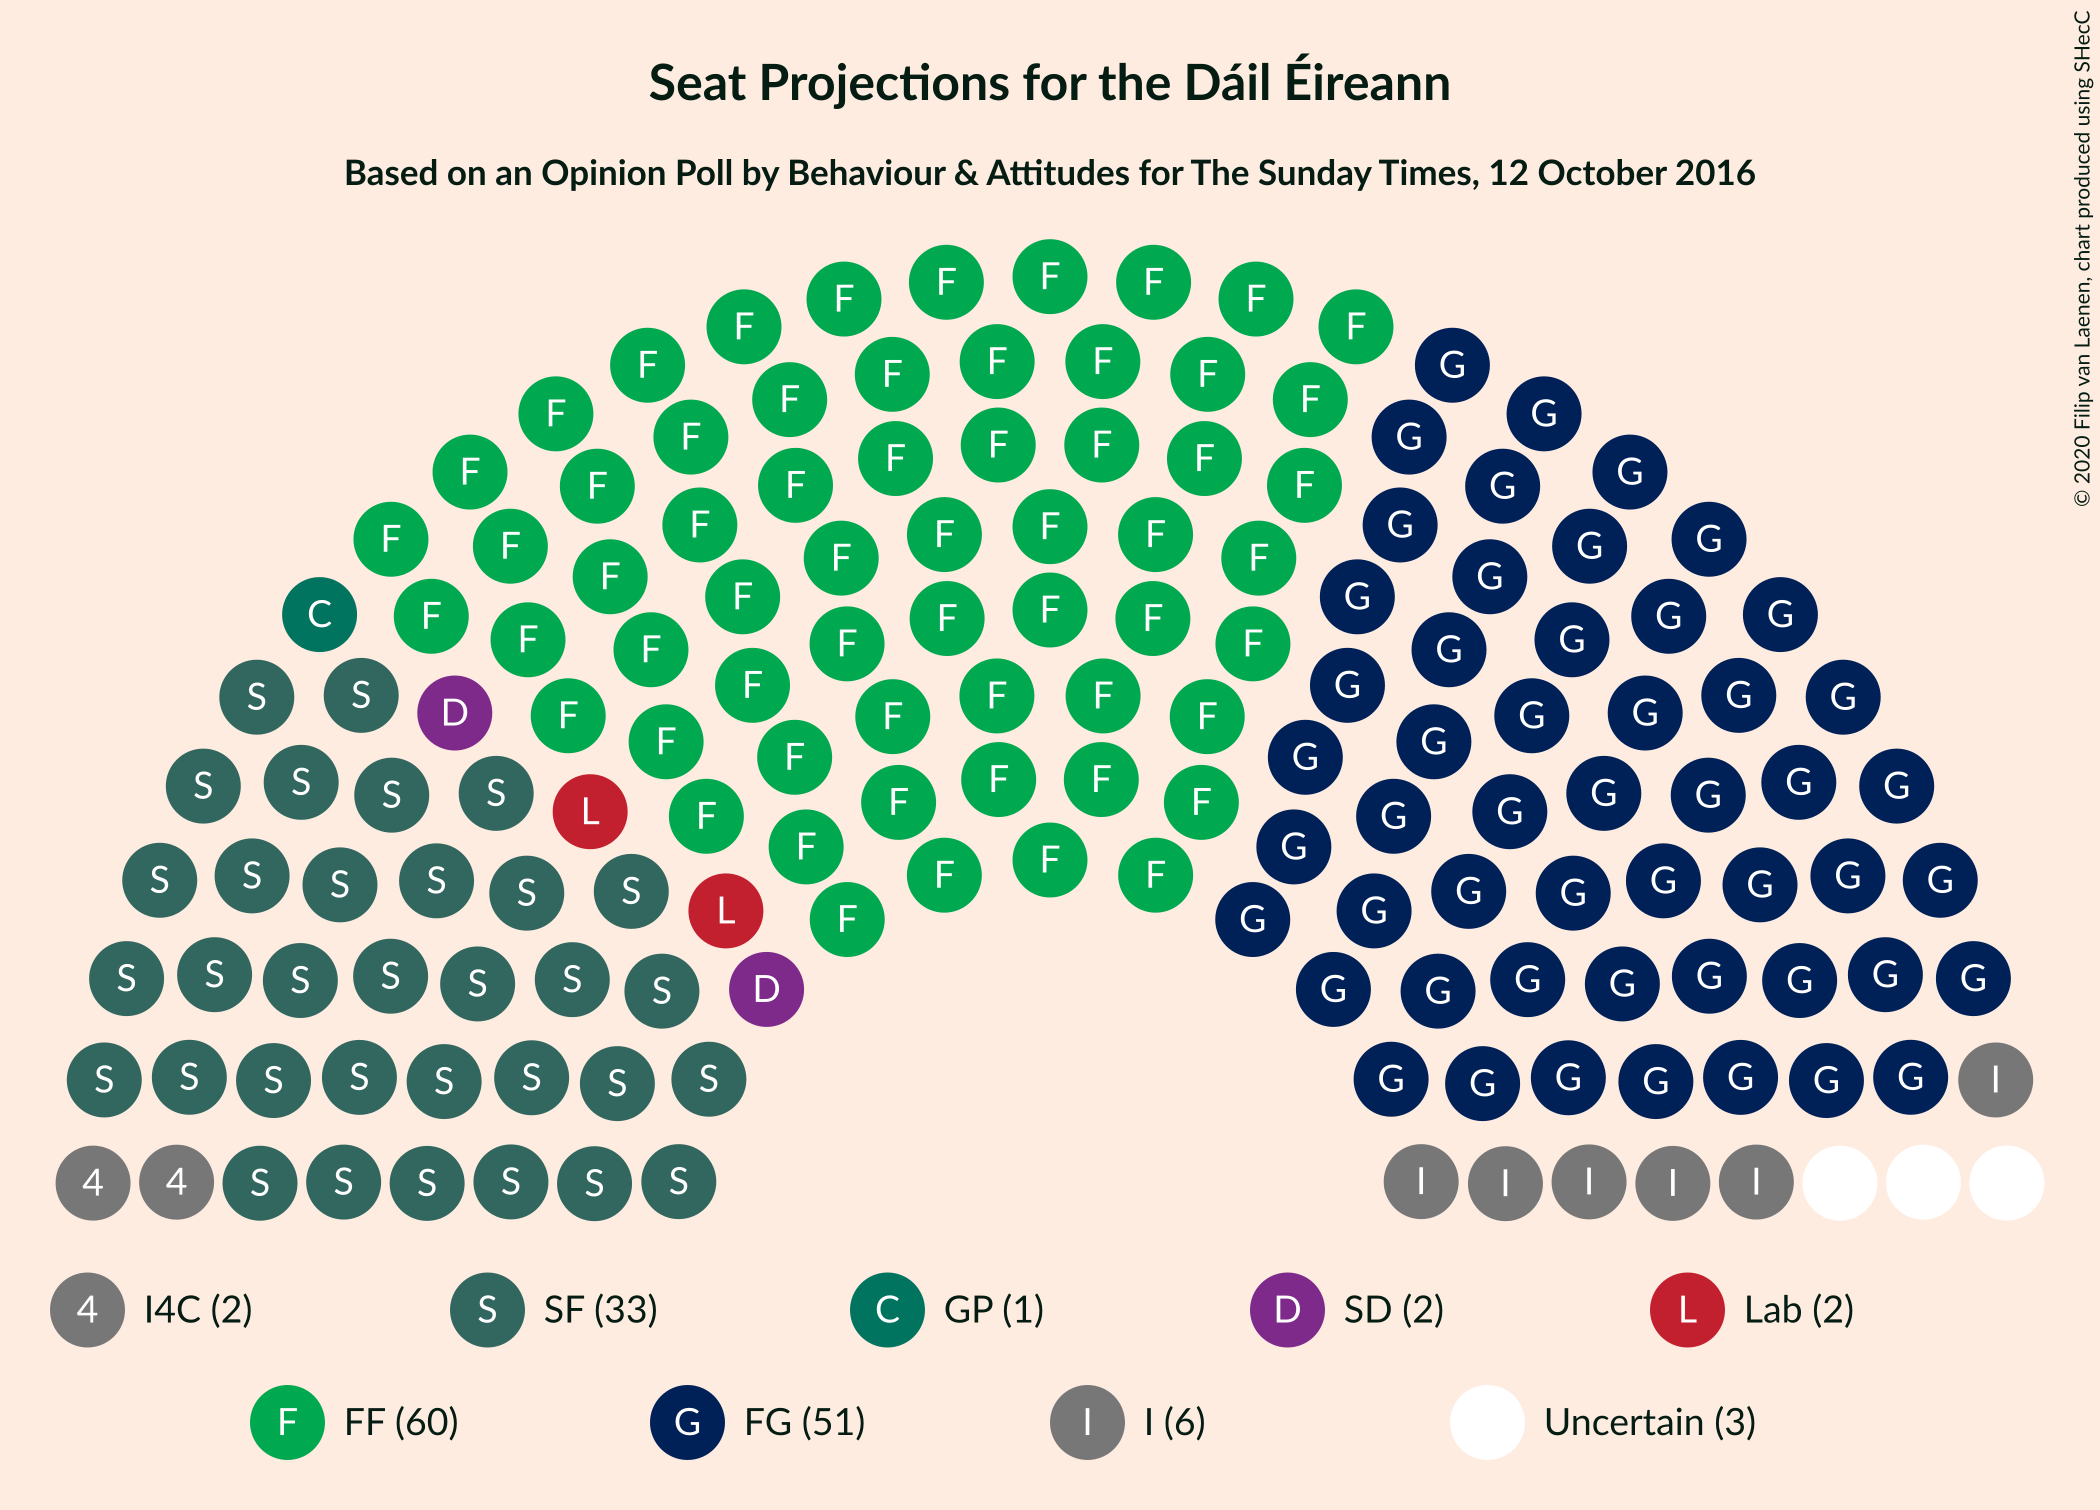 Seat Projections for the Dáil Éireann
Based on an Opinion Poll by Behaviour & Attitudes for The Sunday Times, 12 October 2016
© 2020 Filip van Laenen, chart produced using SHecC
F F F F F
F F F G
F F F F F F
F F G G
F F F F F F
F F G G G
F F F F F
F F F G G G
F F F F F F
C F F F G G G G
F F F F F
S S D F F G G G G G G
F F F F
S S S S L F F G G G G G G G
F F F F
S S S S S S L F F F F F G G G G G G G G G
S S S S S S S D G G G G G G G G
S S S S S S S S G G G G G G G I
4 4 S S S S S S I I I I I
4 I4C (2) S SF (33) C GP (1) D SD (2) L Lab (2)
F FF (60) G FG (51) I I (6) Uncertain (3)